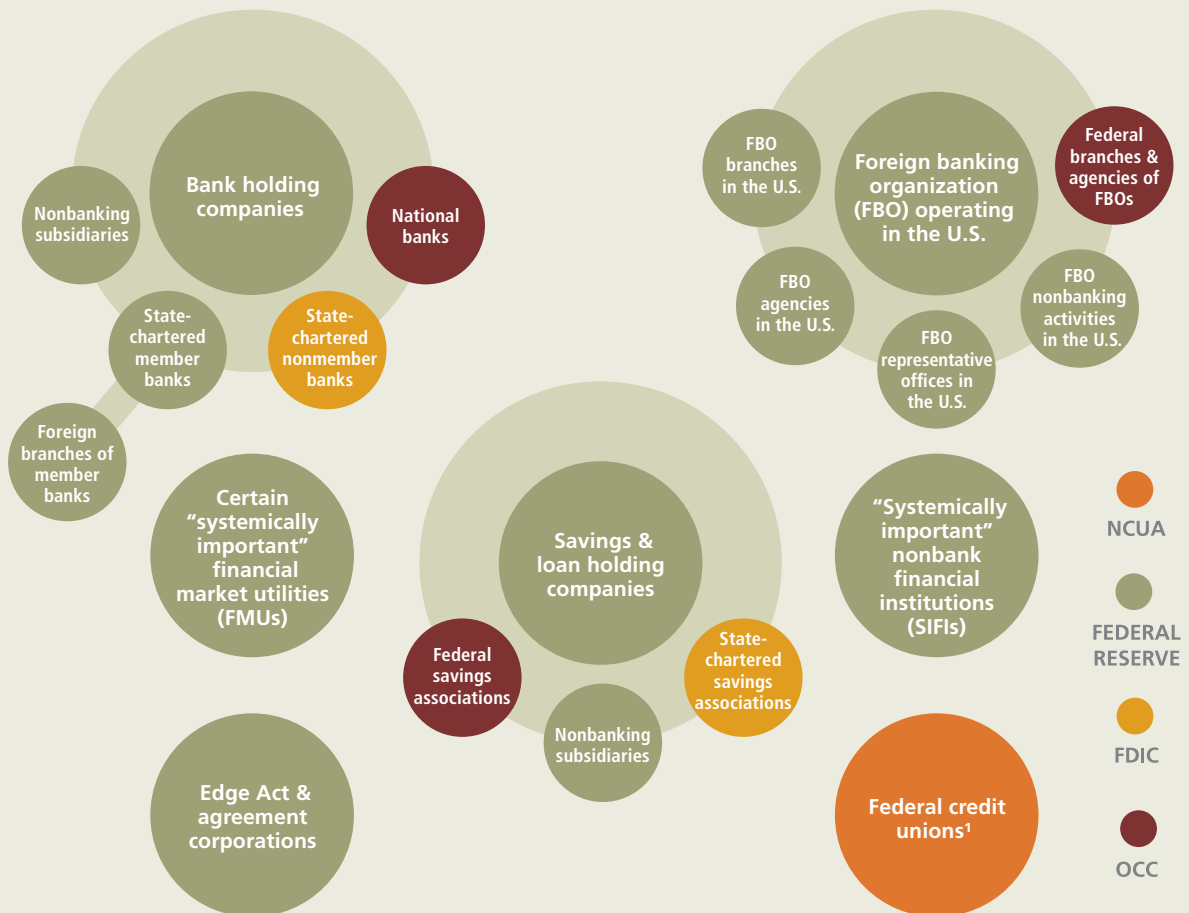 Bank holding
companies
Nonbanking
subsidiaries
National
banks
State-
chartered
member
banks
State-
chartered
nonmember
banks
Foreign
branches of
member
banks
FBO
branches
in the U.S.
Foreign banking
organization
(FBO) operating
in the U.S.
Federal
branches &
agencies of
FBOs
FBO
agencies
in the U.S.
FBO
representative
offices in
the U.S.
FBO
nonbanking
activities
in the U.S.
Certain
“systemically
important”
financial
market utilities
(FMUs)
Savings &
loan holding
companies
Federal
savings
associations
Nonbanking
subsidiaries
State-
chartered
savings
associations
“Systemically
important”
nonbank
financial
institutions
(SIFIs)
Edge Act &
agreement
corporations
Federal credit
unions¹
NCUA
FEDERAL
RESERVE
FDIC
OCC